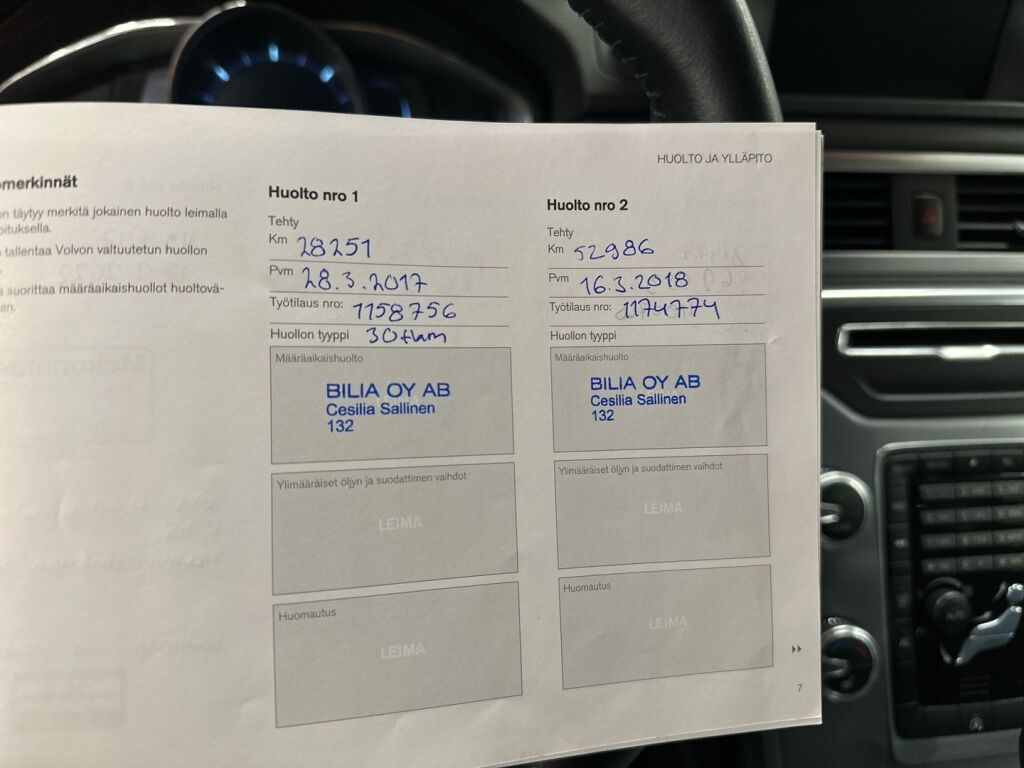 HUOLTO JA YLLÄPITO
merkinnät
täytyy merkitä jokainen huolto leimalla
tallentaa Volvon valtuutetun huollon
suorittaa määräaikaishuollot huoltovä-
Huolto nro 1
Tehty
Km 28251
Pvm 28.3.2017
Työtilaus nro: 1158756
Huollon tyyppi 30tkm
Määräaikaishuolto
BILIA OY AB
Cesilia Sallinen
132
Ylimääräiset öljyn ja suodattimen vaihdot
LEIMA
Huomautus
LEIMA
Huolto nro 2
Tehty
Km 52986
Pvm 16.3.2018
Työtilaus nro: 1174774
Huollon tyyppi
Määräaikaishuolto
BILIA OY AB
Cesilia Sallinen
132
Ylimääräiset öljyn ja suodattimen vaihdot
LEIMA
Huomautus
LEIMA
7